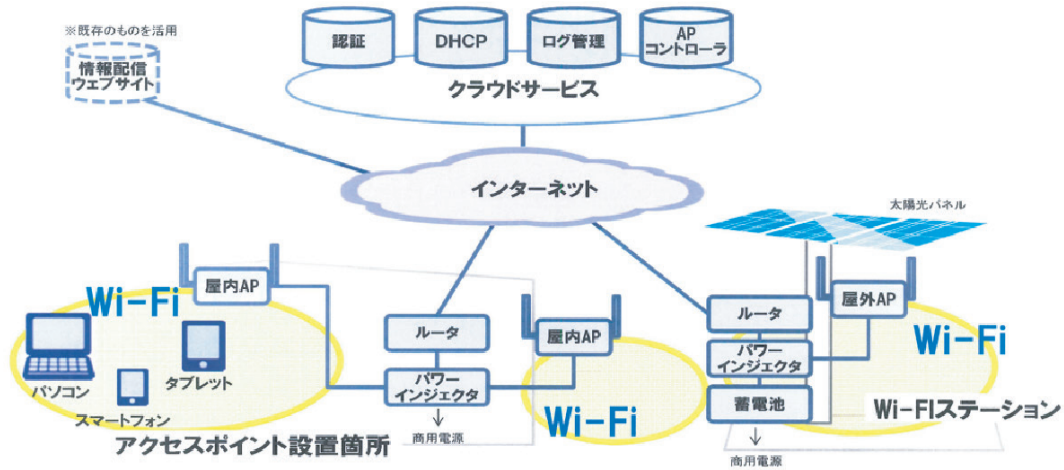 ※既存のものを活用
情報配信
ウェブサイト
認証
DHCP
ログ管理
AP
コントローラ
クラウドサービス
インターネット
太陽光パネル
屋内AP
Wi-Fi
パソコン
スマートフォン
タブレット
アクセスポイント設置箇所
ルータ
パワー
インジェクタ
商用電源
屋内AP
Wi-Fi
ルータ
パワー
インジェクタ
蓄電池
商用電源
屋外AP
Wi-Fi
Wi-FIステーション